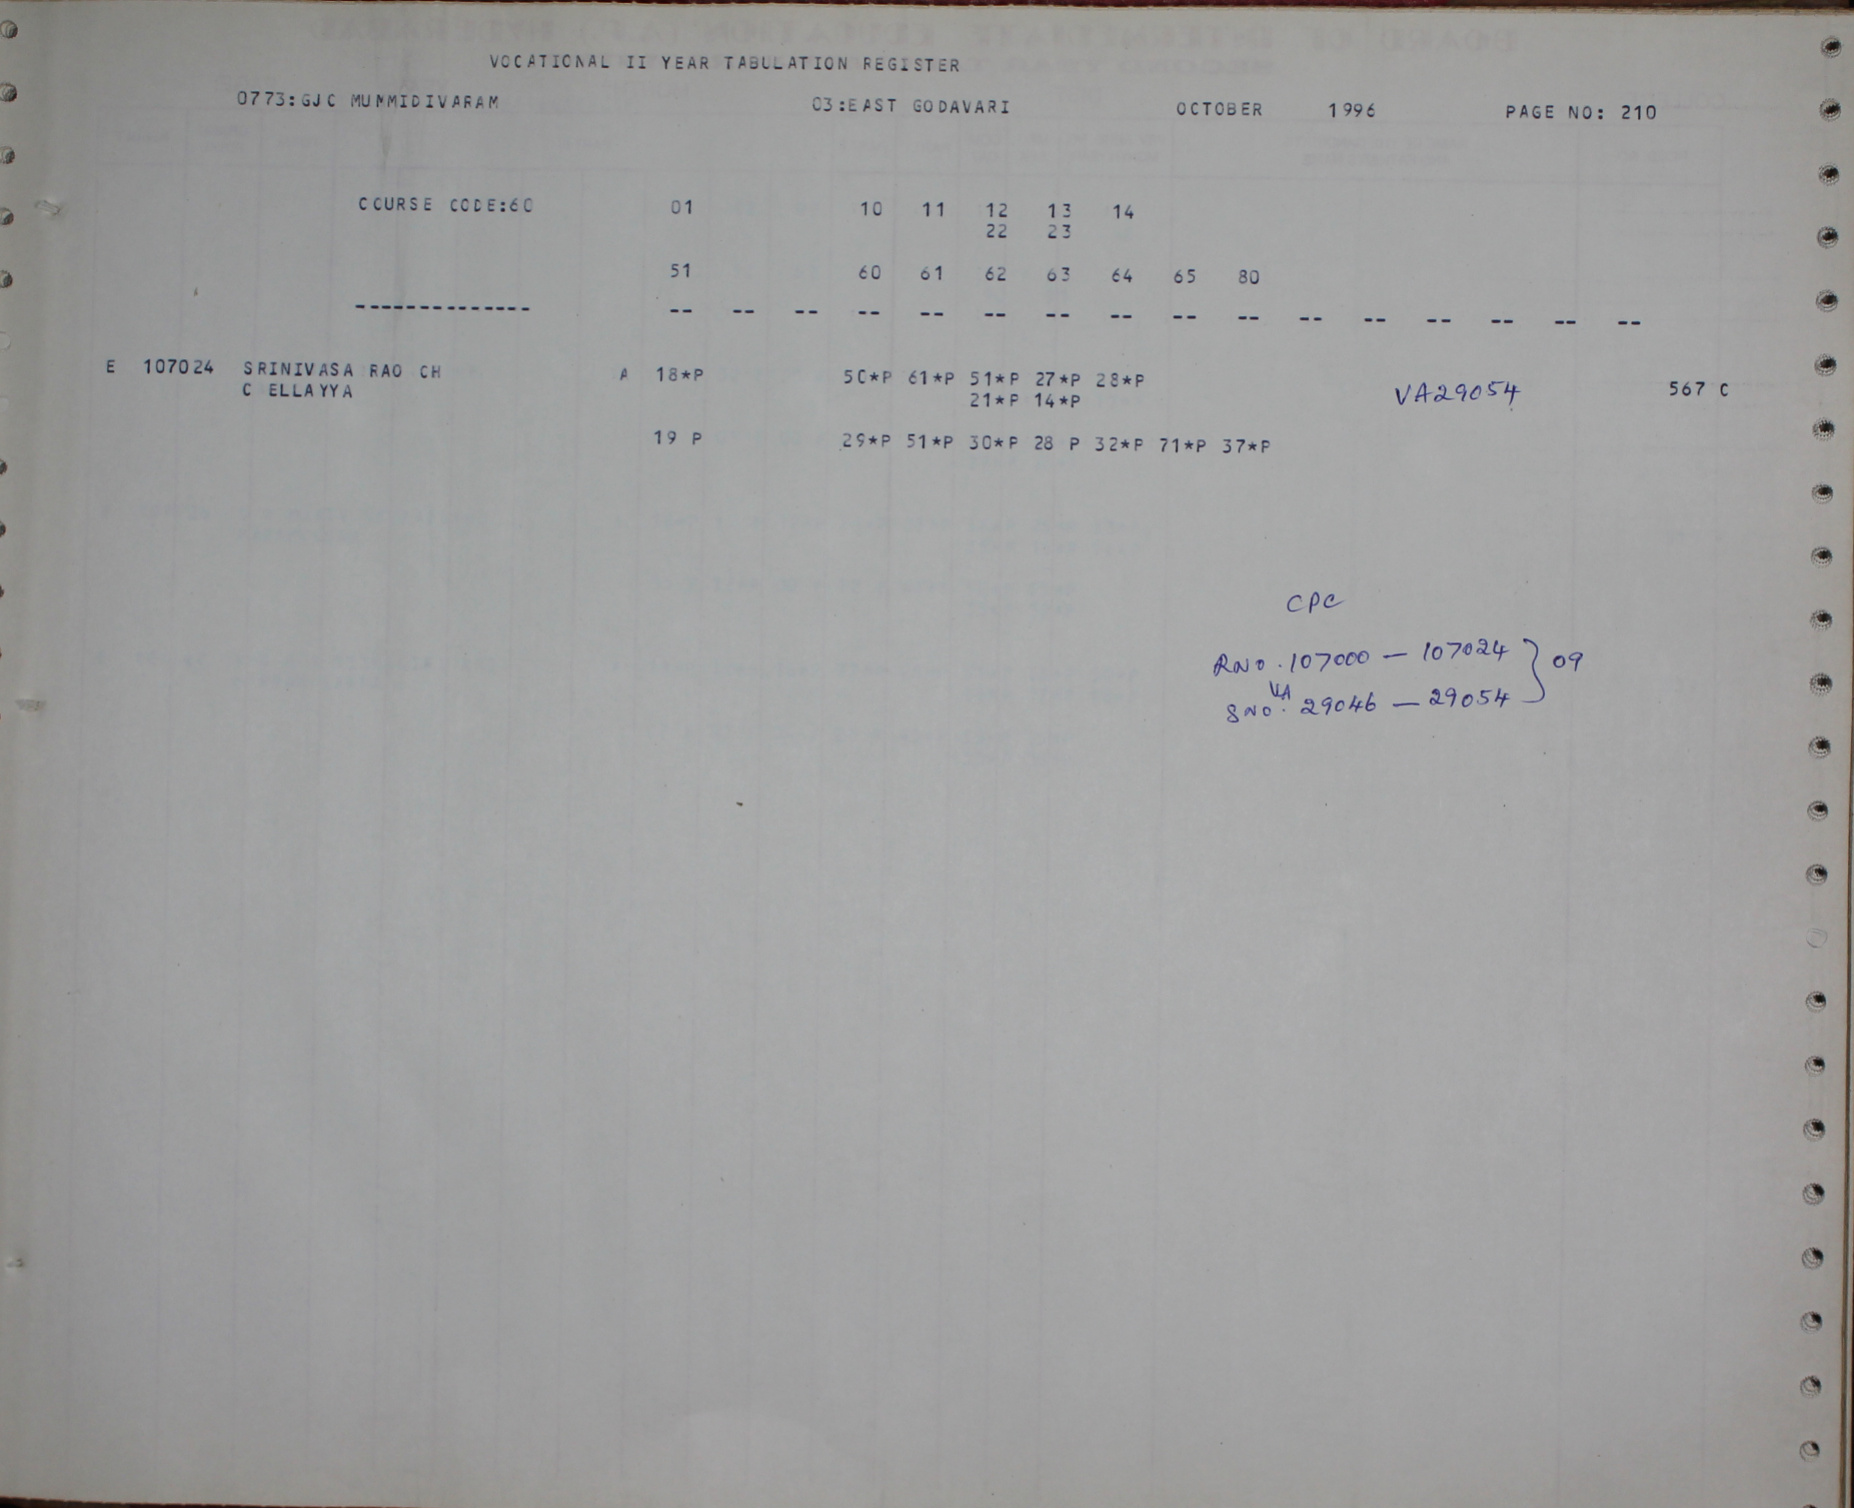 VOCATIONAL II YEAR TABULATION REGISTER
0773:GJC MUMMIDIVARAM 03:EAST GODAVARI OCTOBER 1996 PAGE NO: 210
COURSE CODE:60 01 10 11 12 13 14
22 23
51 60 61 62 63 64 65 80
-------------- -- -- -- -- -- -- -- -- -- -- -- -- -- -- -- --
E 107024 SRINIVASA RAO CH A 18*P 50*P 61*P 51*P 27*P 28*P VA29054 567 C
C ELLAYYA 21*P 14*P
19 P 29*P 51*P 30*P 28 P 32*P 71*P 37*P
CPC
RNO. 107000 — 107024 } 09
SNO. VA 29046 — 29054